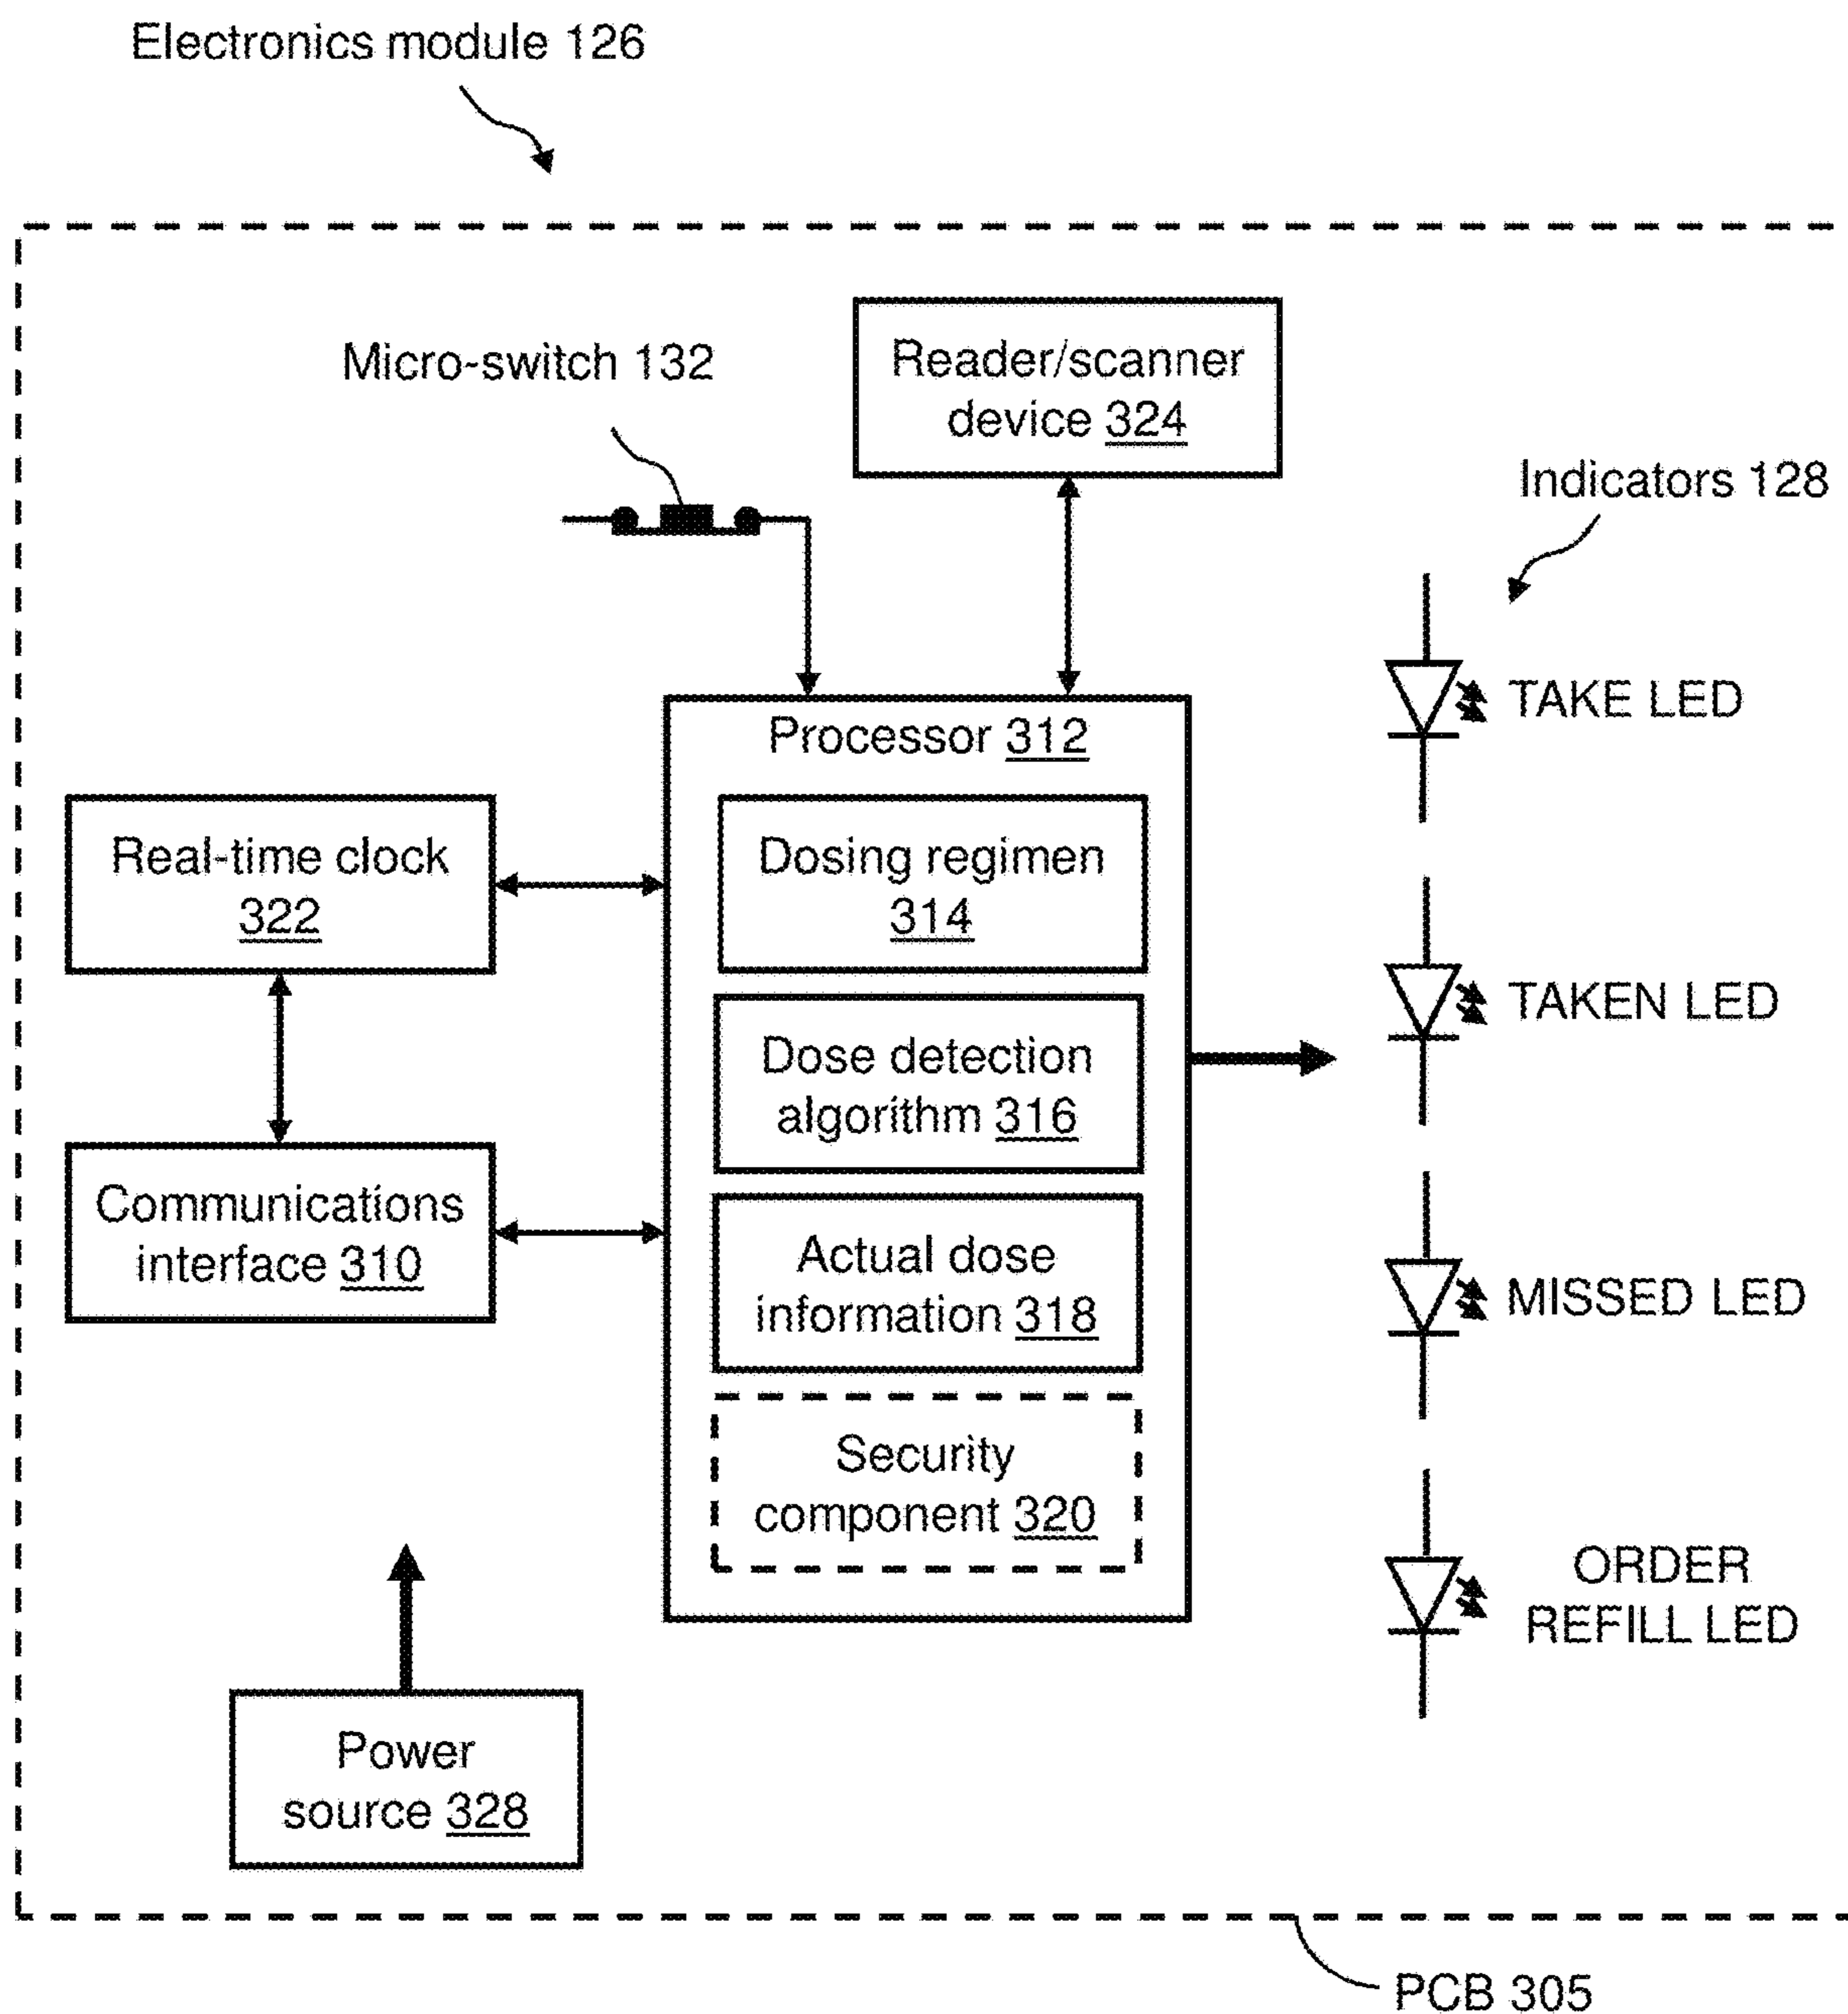 Electronics module 126
Micro-switch 132
Reader/scanner
device 324
Indicators 128
TAKE LED
Processor 312
Real-time clock
322
Dosing regimen
314
TAKEN LED
Dose detection
algorithm 316
Communications
interface 310
Actual dose
information 318
MISSED LED
Security
component 320
ORDER
REFILL LED
Power
source 328
PCB 305